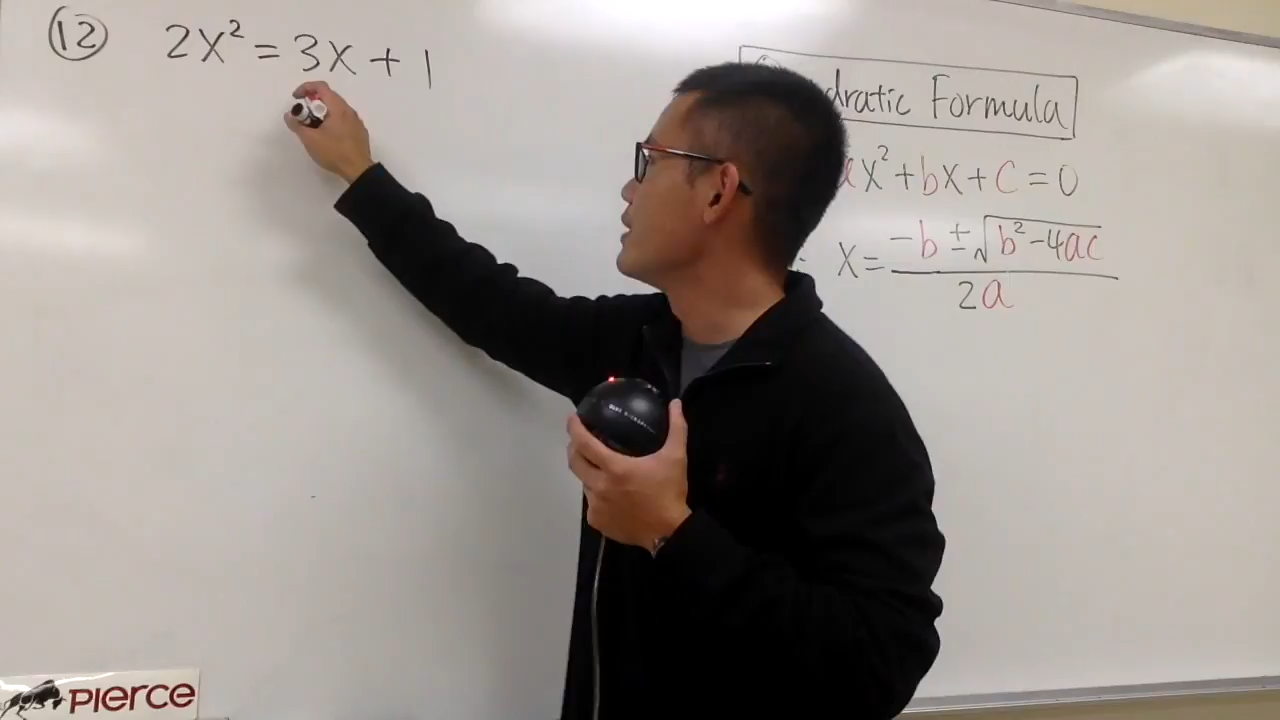 ⑫ 2x² = 3x + 1
dratic Formula
x² + bx + c = 0
x = -b ± √b² - 4ac
2a
PIERCE